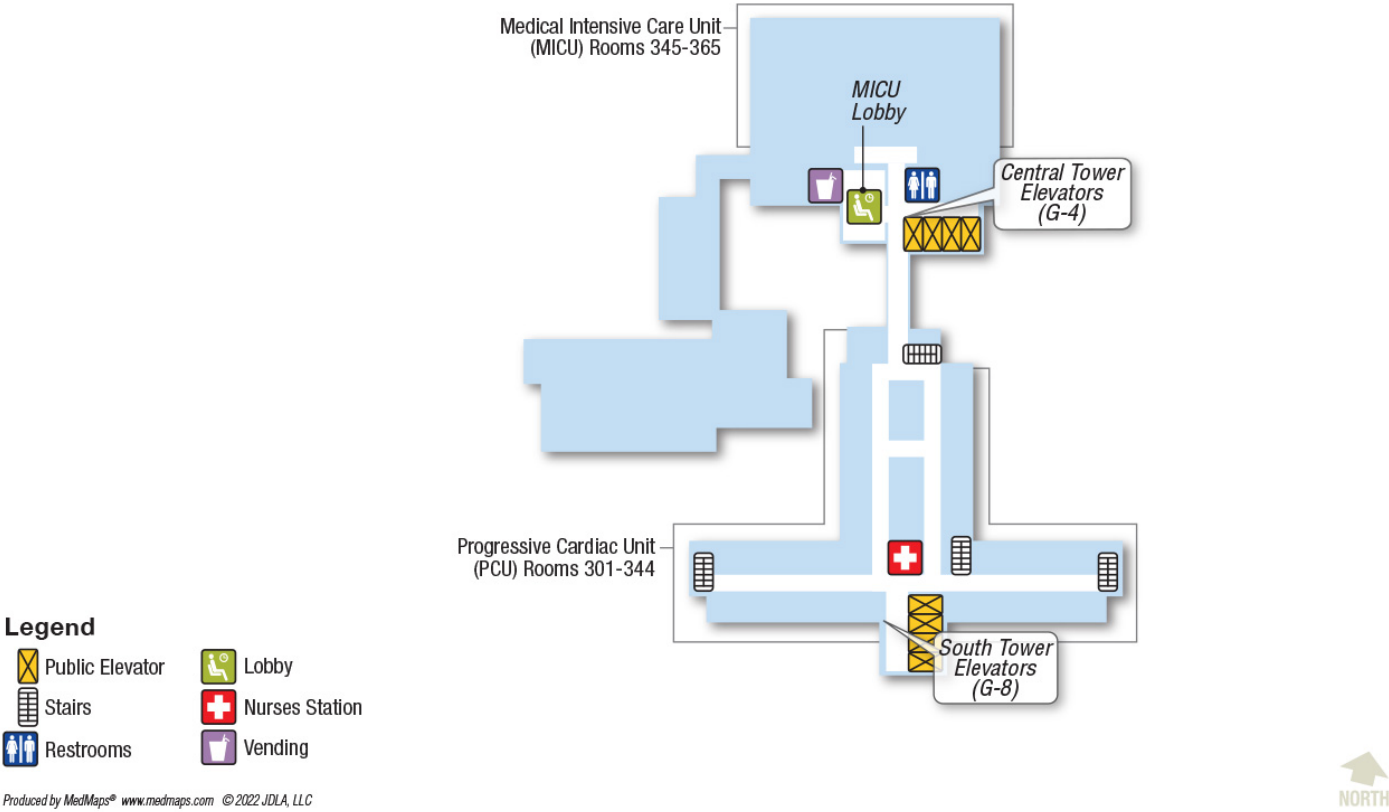 Medical Intensive Care Unit
(MICU) Rooms 345-365
MICU
Lobby
Central Tower
Elevators
(G-4)
Progressive Cardiac Unit
(PCU) Rooms 301-344
South Tower
Elevators
(G-8)
Legend
Public Elevator
Stairs
Restrooms
Lobby
Nurses Station
Vending
Produced by MedMaps® www.medmaps.com © 2022 JDLA, LLC
NORTH